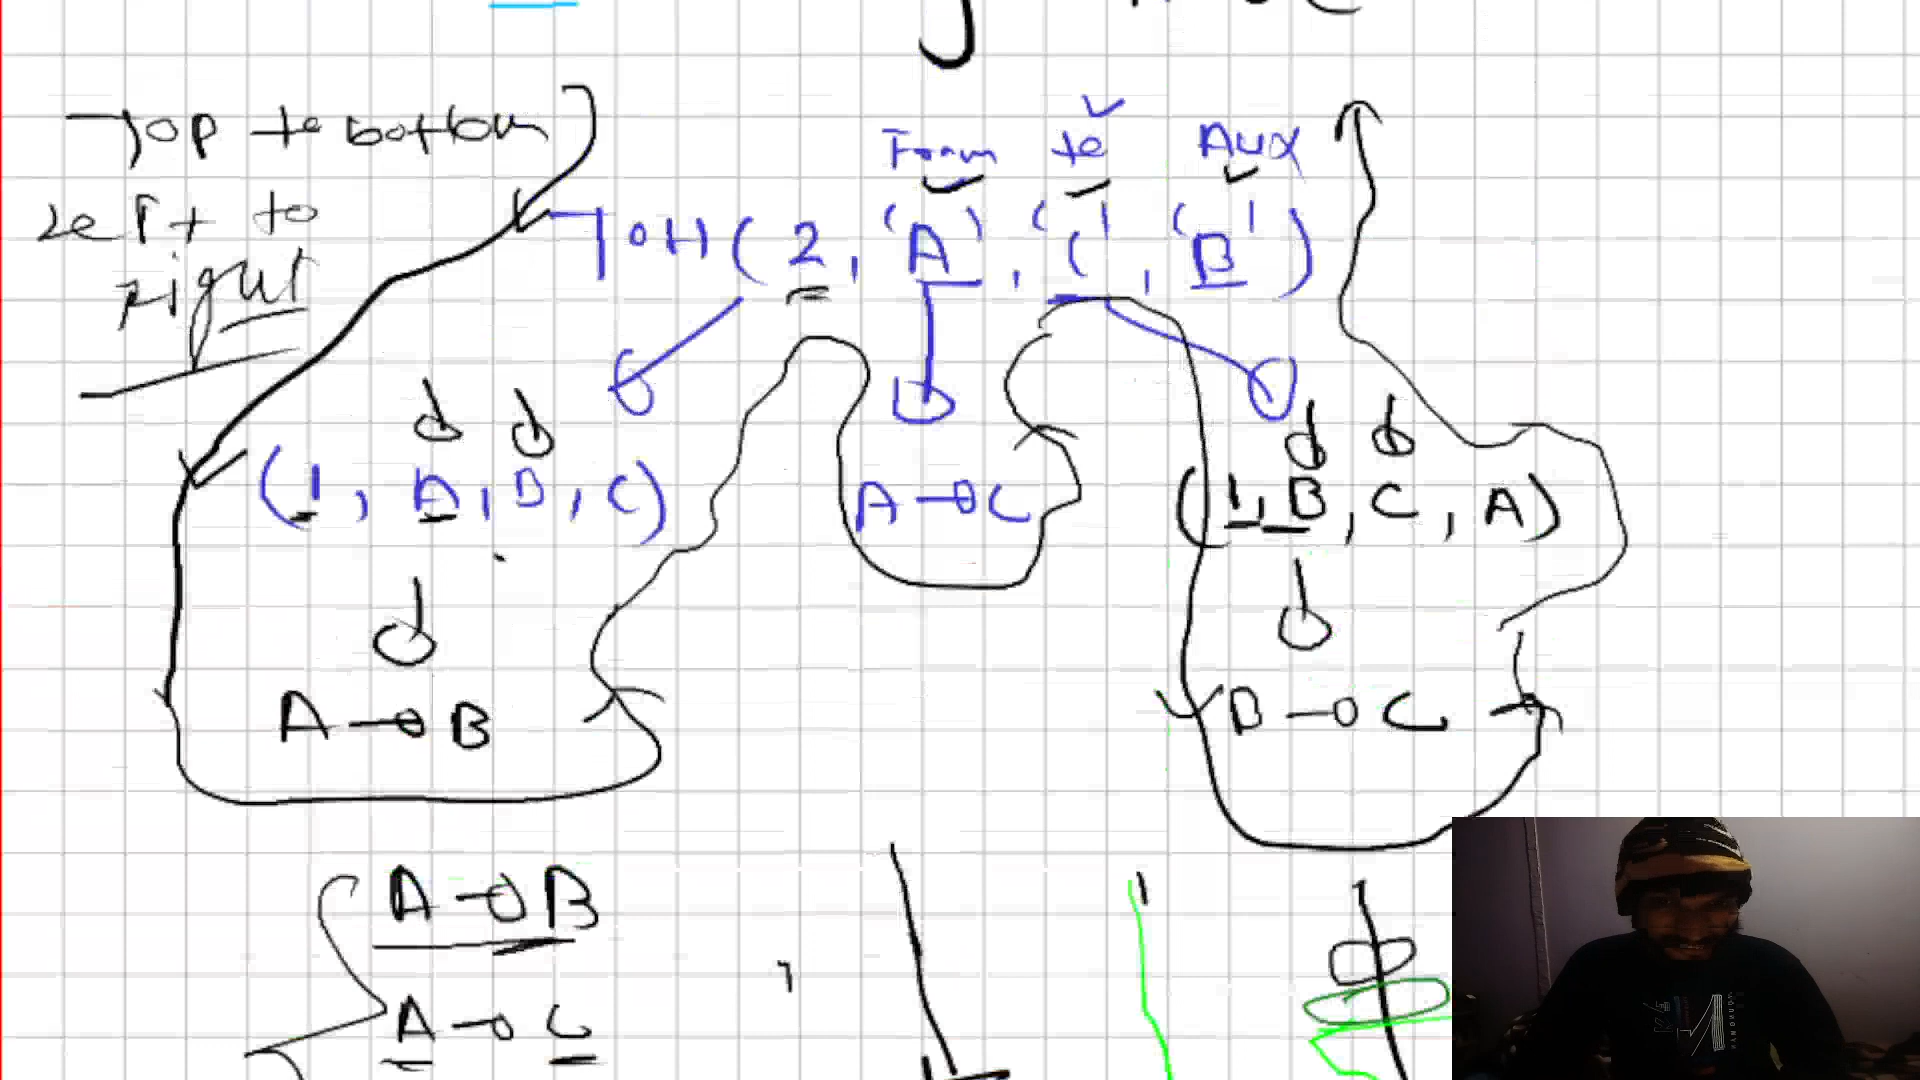 Top to bottom
left to
right
From to Aux
TOH( 2, 'A', 'C', 'B')
(1, A, B, C)
A→C
(1, B, C, A)
A→B
B→C
A→B
A→C